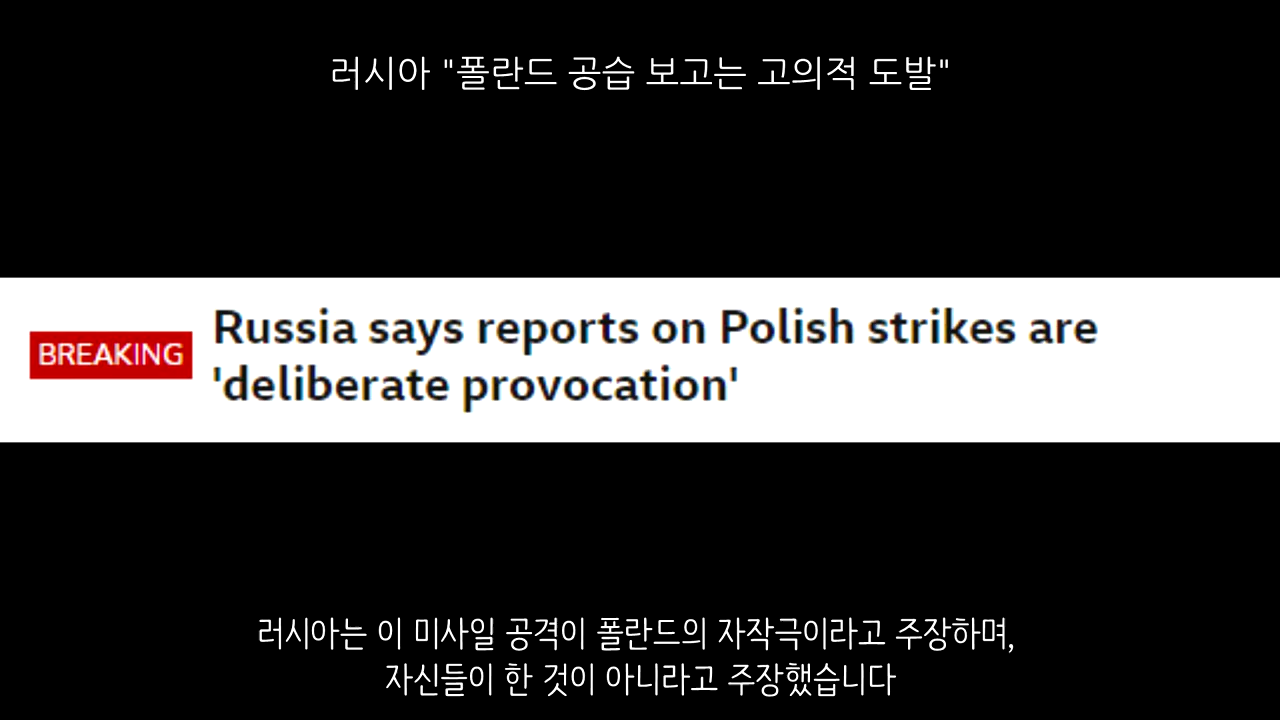 러시아 "폴란드 공습 보고는 고의적 도발"
BREAKING
Russia says reports on Polish strikes are
'deliberate provocation'
러시아는 이 미사일 공격이 폴란드의 자작극이라고 주장하며,
자신들이 한 것이 아니라고 주장했습니다